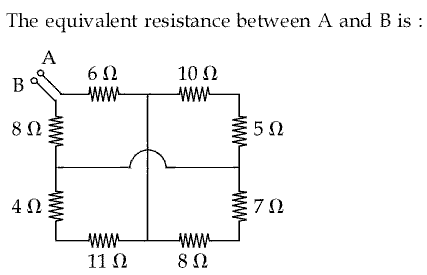 The equivalent resistance between A and B is :
A
6 Ω 10 Ω
B
8 Ω 5 Ω
4 Ω 7 Ω
11 Ω 8 Ω